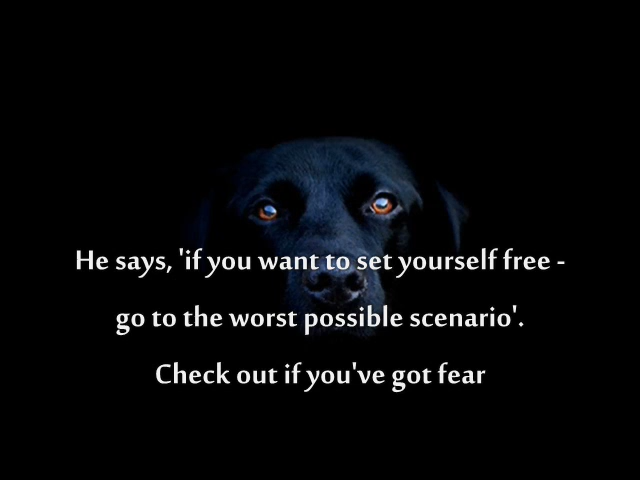 He says, 'if you want to set yourself free -
go to the worst possible scenario'.
Check out if you've got fear